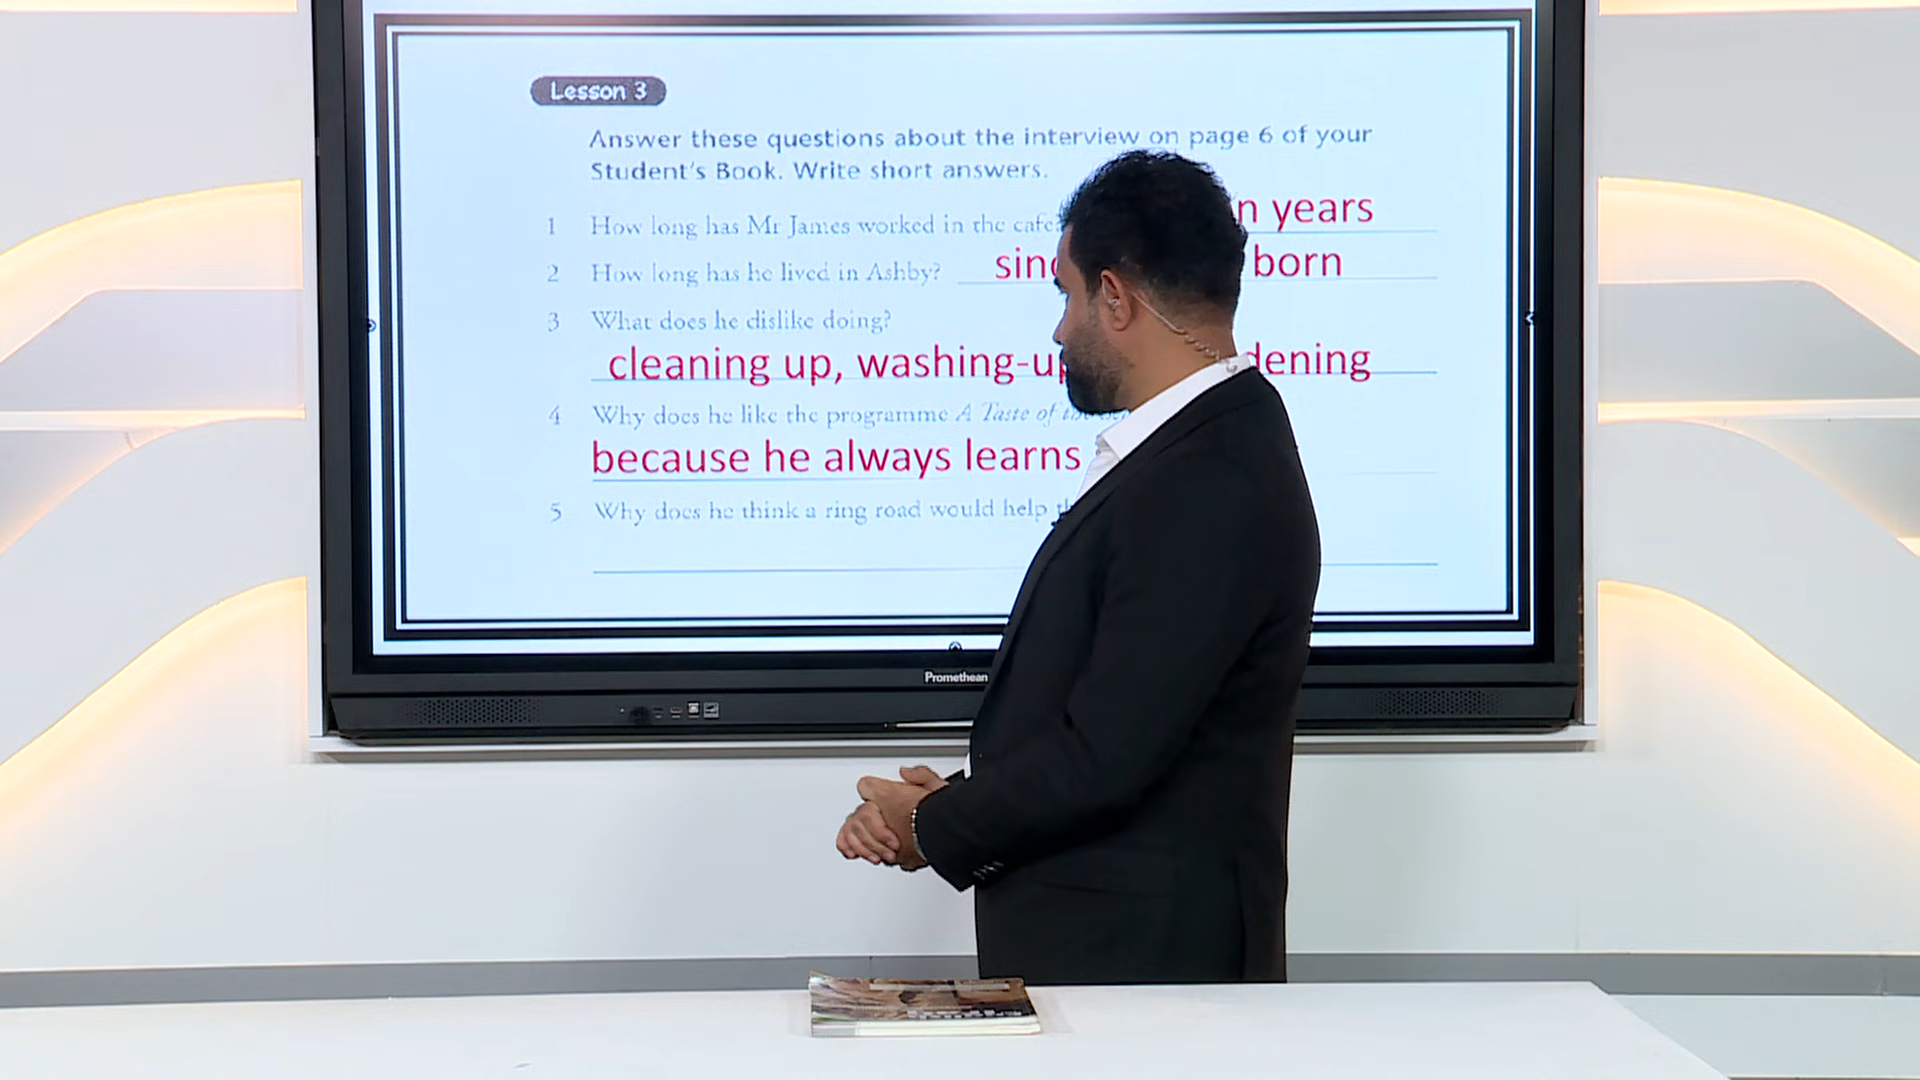 Lesson 3
Answer these questions about the interview on page 6 of your
Student's Book. Write short answers.
1 How long has Mr James worked in the years
2 How long has he lived in Ashby? born
3 What does he dislike doing?
cleaning up, washing-up
4 Why does he like the programme A Taste of
because he always learns
5 Why does he think a ring road would help
Promethean